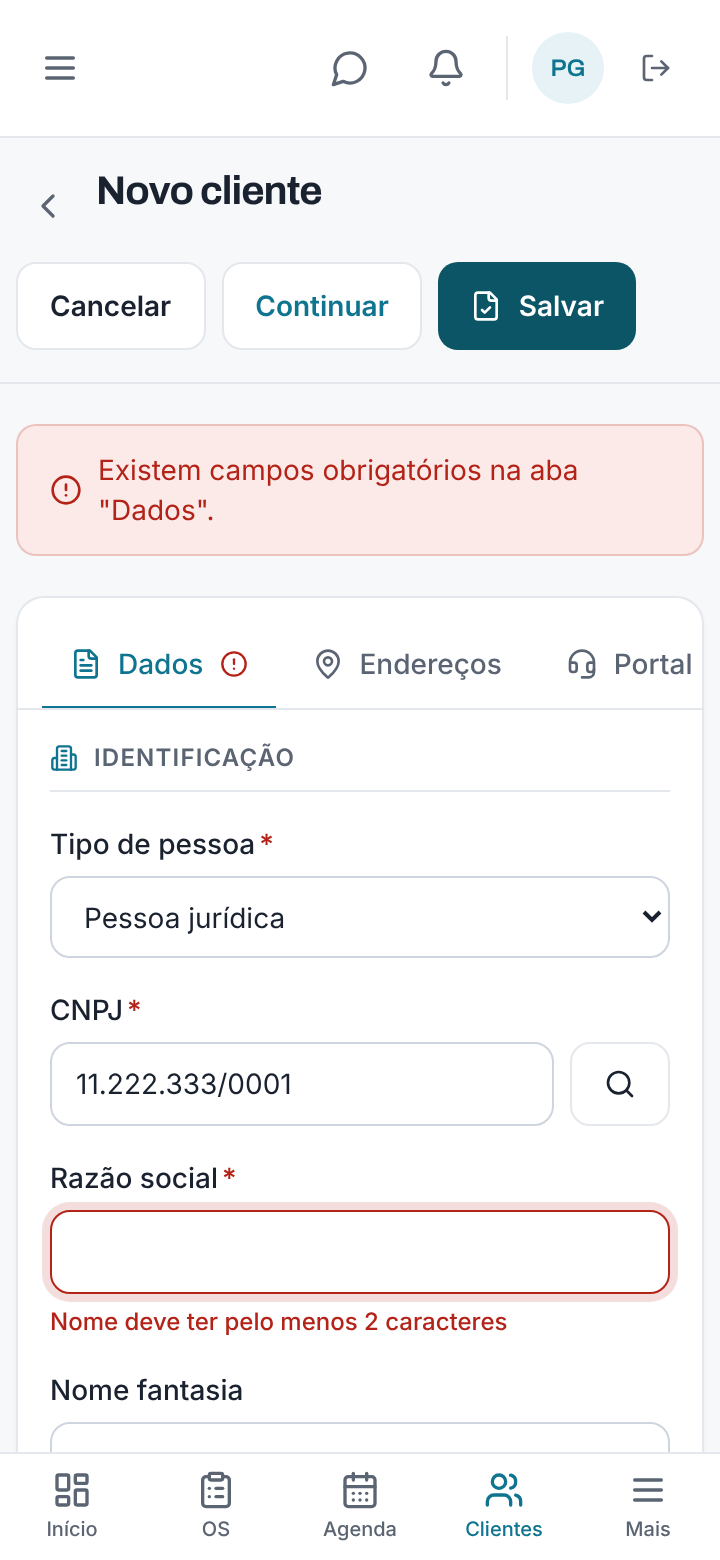 PG
Novo cliente
Cancelar
Continuar
Salvar
Existem campos obrigatórios na aba
"Dados".
Dados
Endereços
Portal
IDENTIFICAÇÃO
Tipo de pessoa*
Pessoa jurídica
CNPJ*
11.222.333/0001
Razão social*
Nome deve ter pelo menos 2 caracteres
Nome fantasia
Início
OS
Agenda
Clientes
Mais